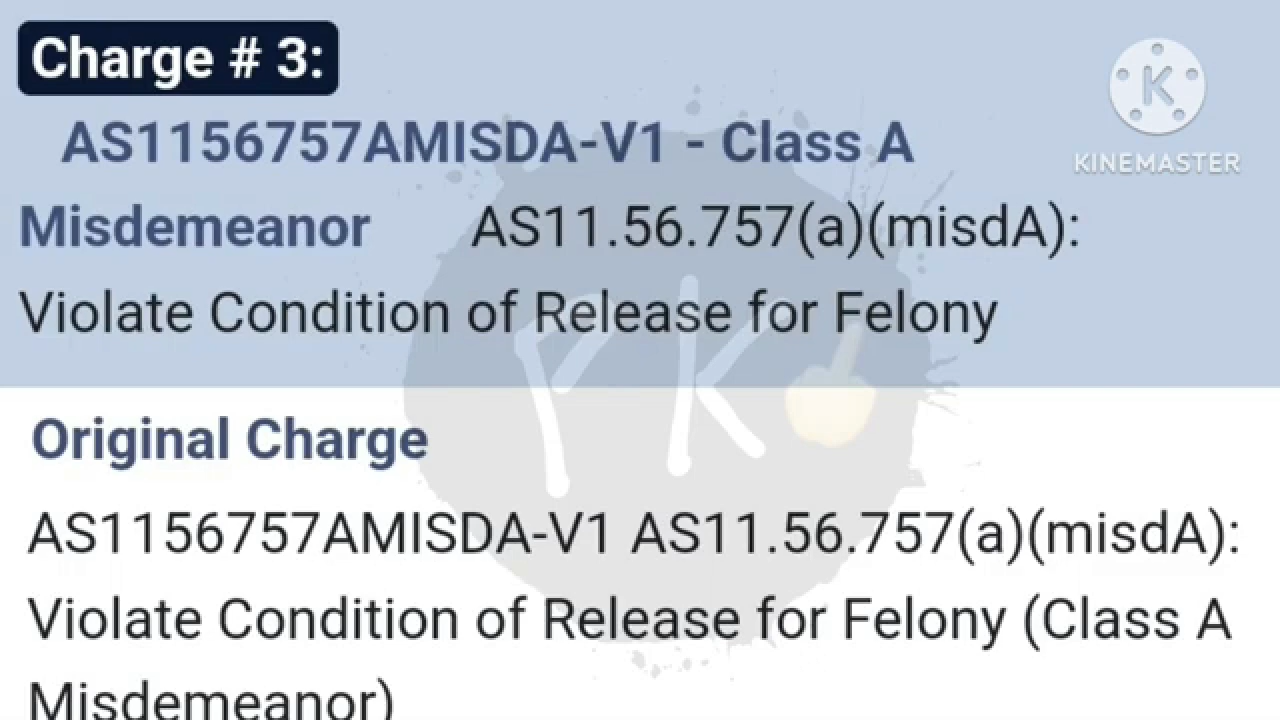 Charge # 3:
K
KINEMASTER
AS1156757AMISDA-V1 - Class A
Misdemeanor AS11.56.757(a)(misdA):
Violate Condition of Release for Felony
PK
Original Charge
AS1156757AMISDA-V1 AS11.56.757(a)(misdA):
Violate Condition of Release for Felony (Class A
Misdemeanor)